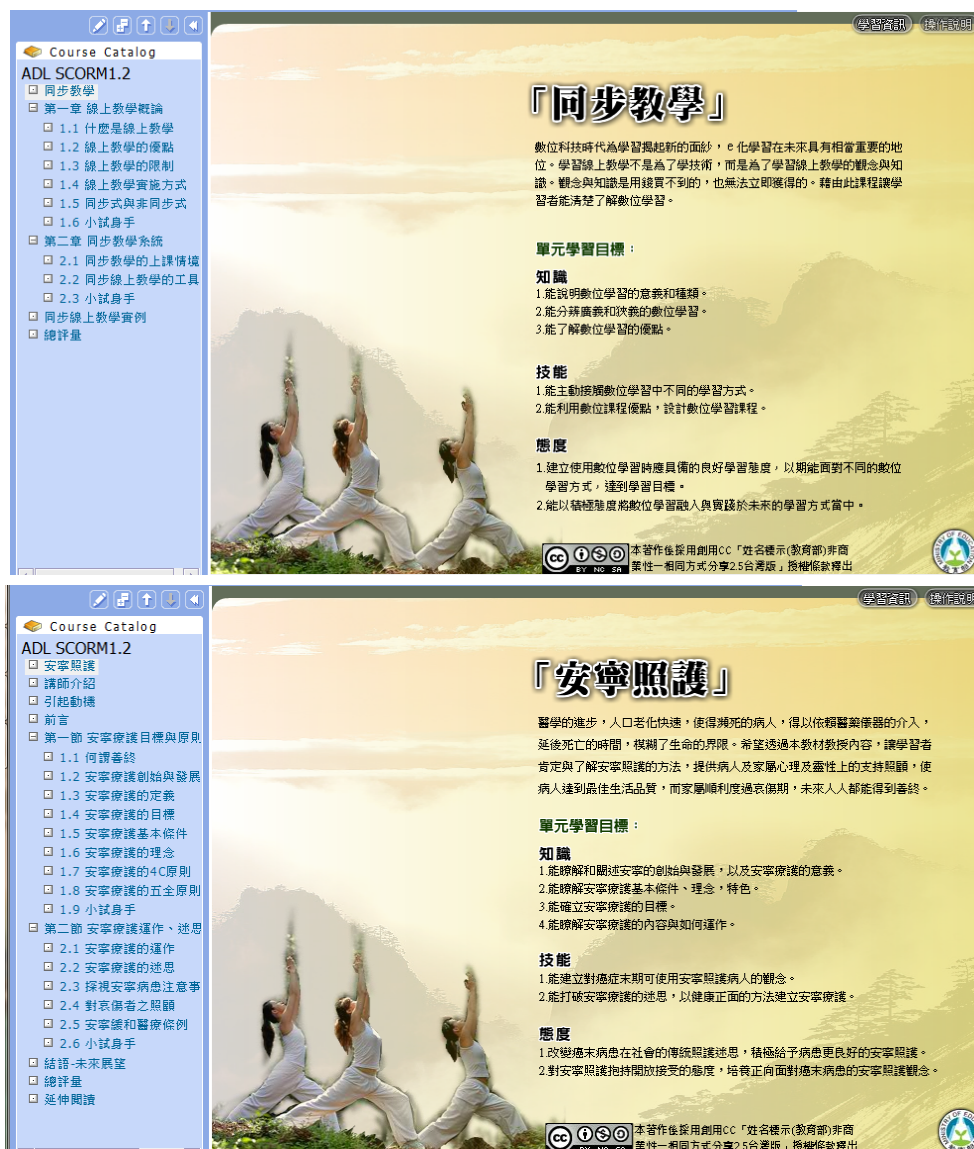 Course Catalog
ADL SCORM1.2
同步教學
第一章 線上教學概論
1.1 什麼是線上教學
1.2 線上教學的優點
1.3 線上教學的限制
1.4 線上教學實施方式
1.5 同步式與非同步式
1.6 小試身手
第二章 同步教學系統
2.1 同步教學的上課情境
2.2 同步線上教學的工具
2.3 小試身手
同步線上教學實例
總評量
學習資訊
操作說明
「同步教學」
數位科技時代為學習揭起新的面紗，e化學習在未來具有相當重要的地
位。學習線上教學不是為了學技術，而是為了學習線上教學的觀念與知
識。觀念與知識是用錢買不到的，也無法立即獲得的。藉由此課程讓學
習者能清楚了解數位學習。
單元學習目標：
知識
1.能說明數位學習的意義和種類。
2.能分辨廣義和狹義的數位學習。
3.能了解數位學習的優點。
技能
1.能主動接觸數位學習中不同的學習方式。
2.能利用數位課程優點，設計數位學習課程。
態度
1.建立使用數位學習時應具備的良好學習態度，以期能面對不同的數位
學習方式，達到學習目標。
2.能以積極態度將數位學習融入與實踐於未來的學習方式當中。
cc
BY NC SA
本著作係採用創用CC「姓名標示(教育部)非商
業性—相同方式分享2.5台灣版」授權條款釋出
Course Catalog
ADL SCORM1.2
安寧照護
講師介紹
引起動機
前言
第一節 安寧療護目標與原則
1.1 何謂善終
1.2 安寧療護創始與發展
1.3 安寧療護的定義
1.4 安寧療護的目標
1.5 安寧療護基本條件
1.6 安寧療護的理念
1.7 安寧療護的4C原則
1.8 安寧療護的五全原則
1.9 小試身手
第二節 安寧療護運作、迷思
2.1 安寧療護的運作
2.2 安寧療護的迷思
2.3 探視安寧病患注意事
2.4 對哀傷者之照顧
2.5 安寧緩和醫療條例
2.6 小試身手
結語-未來展望
總評量
延伸閱讀
學習資訊
操作說明
「安寧照護」
醫學的進步，人口老化快速，使得瀕死的病人，得以依賴醫藥儀器的介入，
延後死亡的時間，模糊了生命的界限。希望透過本教材教授內容，讓學習者
肯定與了解安寧照護的方法，提供病人及家屬心理及靈性上的支持照顧，使
病人達到最佳生活品質，而家屬順利度過哀傷期，未來人人都能得到善終。
單元學習目標：
知識
1.能瞭解和闡述安寧的創始與發展，以及安寧療護的意義。
2.能瞭解安寧療護基本條件、理念，特色。
3.能確立安寧療護的目標。
4.能瞭解安寧療護的內容與如何運作。
技能
1.能建立對癌症末期可使用安寧照護病人的觀念。
2.能打破安寧療護的迷思，以健康正面的方法建立安寧療護。
態度
1.改變癌末病患在社會的傳統照護迷思，積極給予病患更良好的安寧照護。
2.對安寧照護抱持開放接受的態度，培養正向面對癌末病患的安寧照護觀念。
cc
BY NC SA
本著作係採用創用CC「姓名標示(教育部)非商
業性—相同方式分享2.5台灣版」授權條款釋出